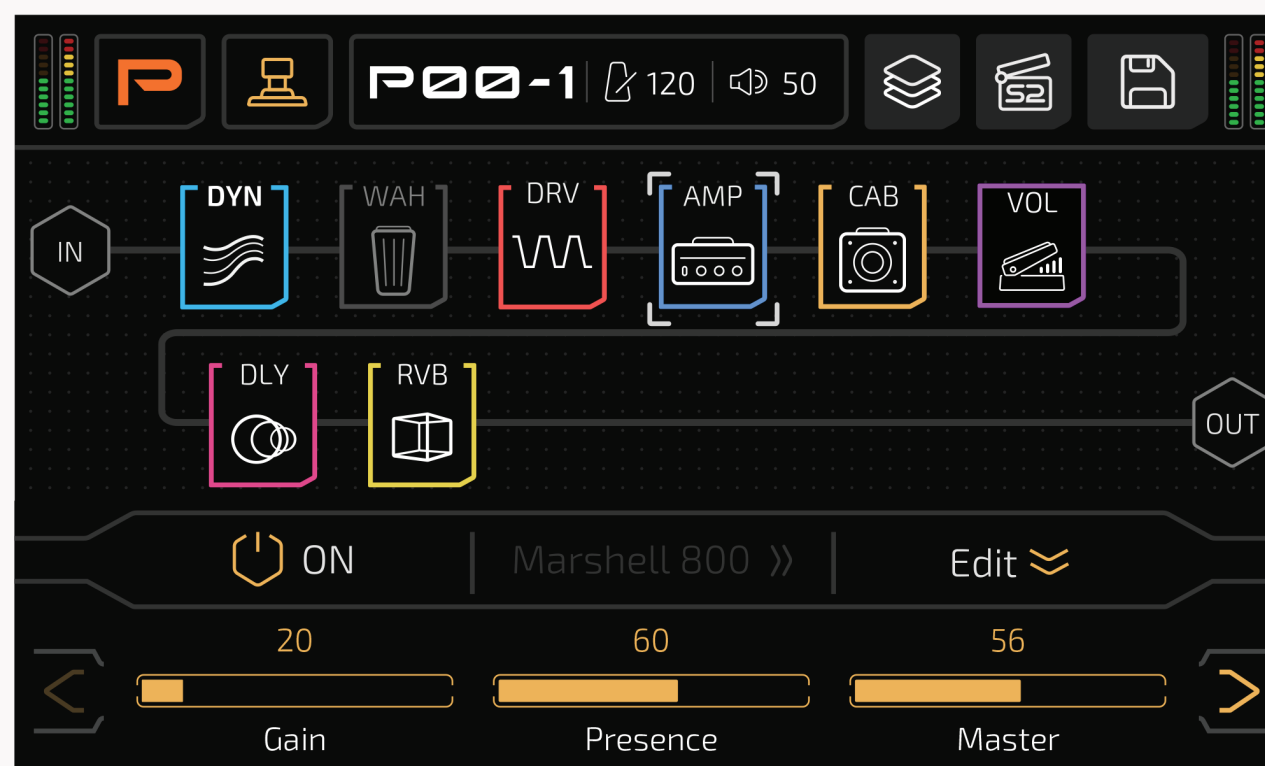 P00-1 120 50 S2
DYN WAH DRV AMP CAB VOL
IN
DLY RVB
OUT
ON Marshell 800 Edit
20 60 56
Gain Presence Master